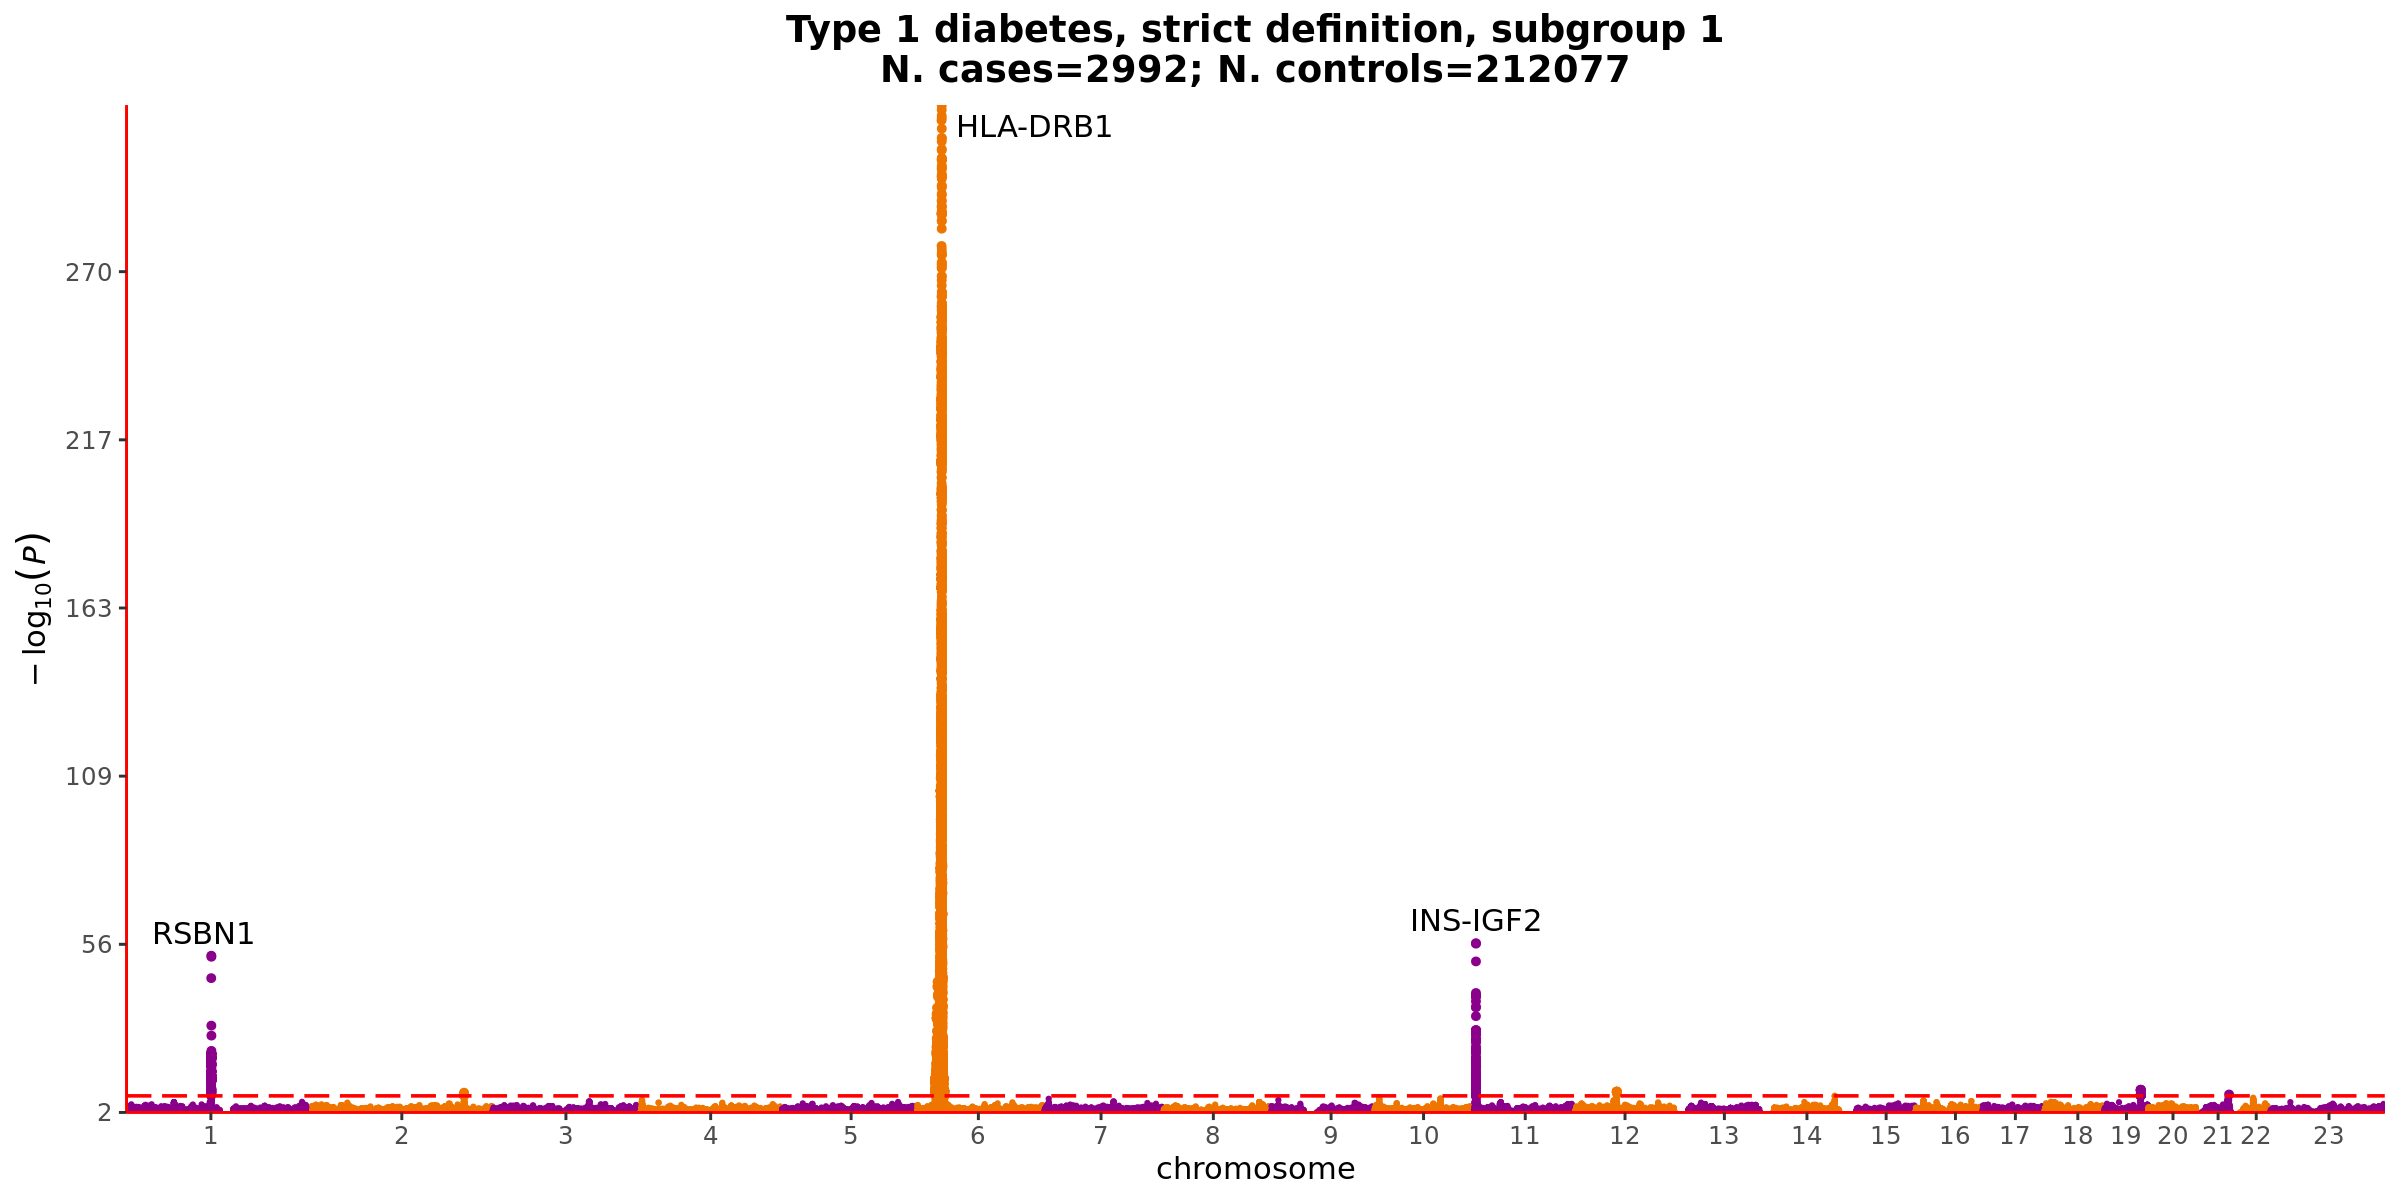 Type 1 diabetes, strict definition, subgroup 1
N. cases=2992; N. controls=212077
HLA-DRB1
270
217
−log10(P)
163
109
INS-IGF2
RSBN1
56
2
1 2 3 4 5 6 7 8 9 10 11 12 13 14 15 16 17 18 19 20 21 22 23
chromosome